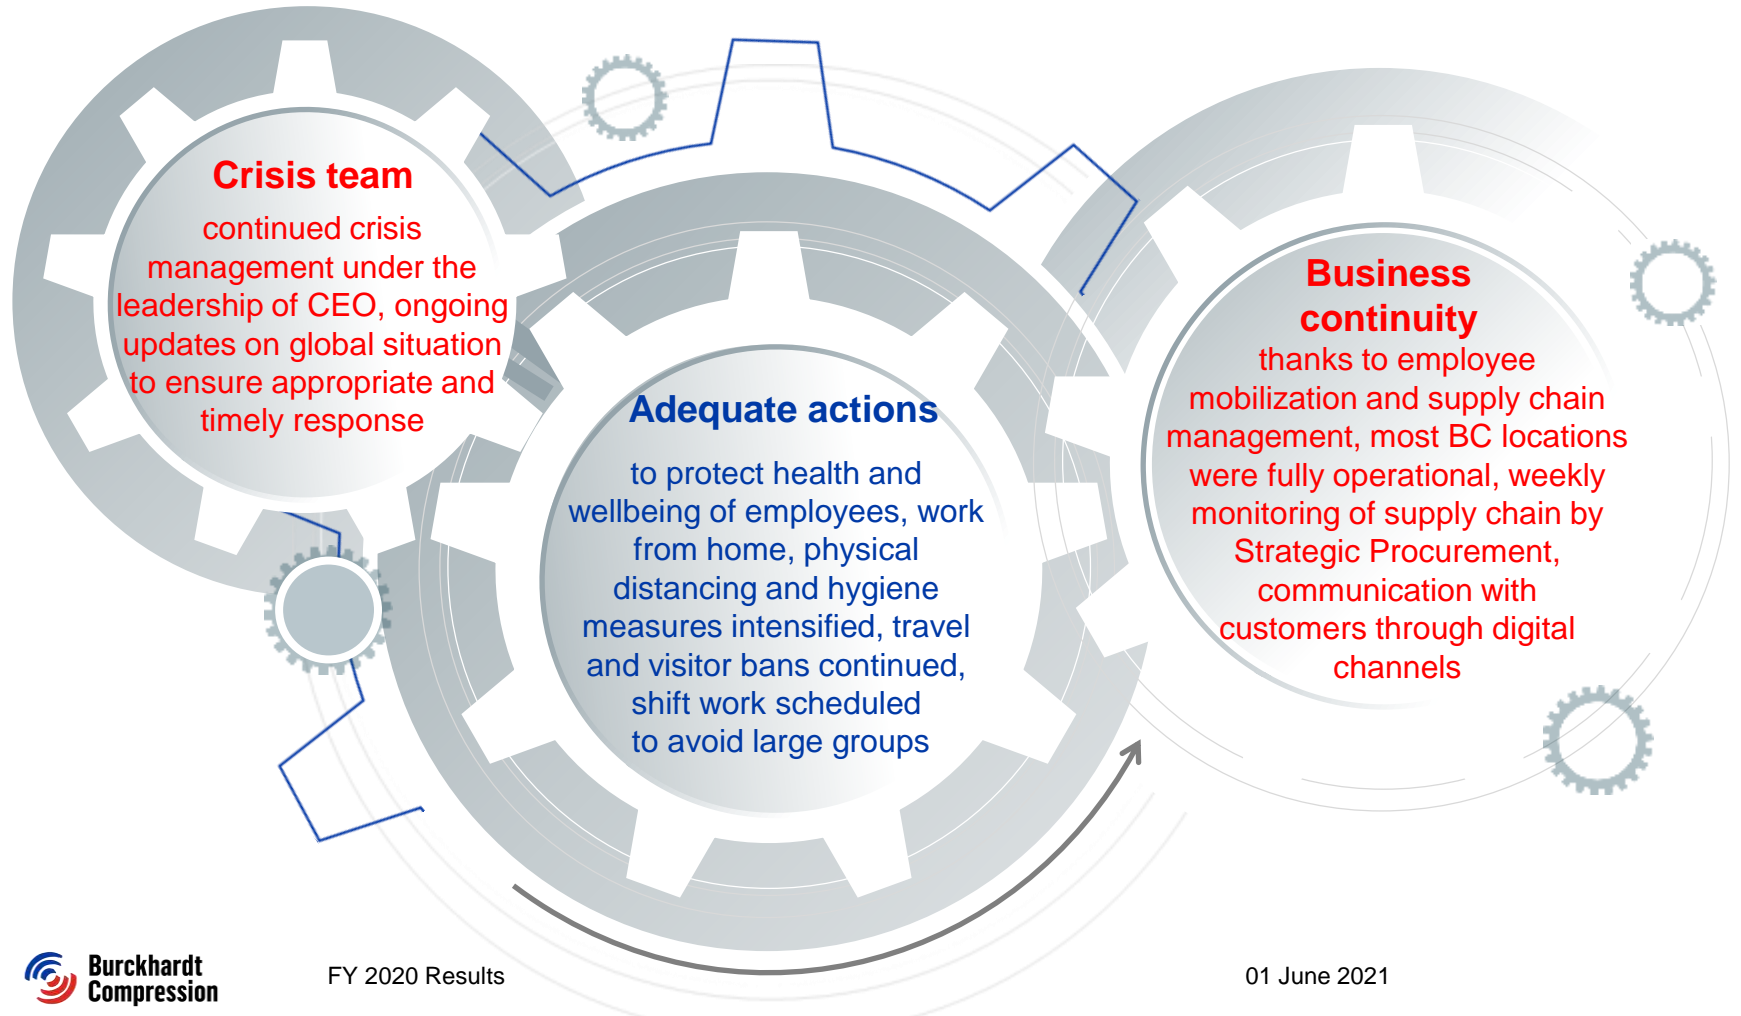 Crisis team
continued crisis
management under the
leadership of CEO, ongoing
updates on global situation
to ensure appropriate and
timely response
Adequate actions
to protect health and
wellbeing of employees, work
from home, physical
distancing and hygiene
measures intensified, travel
and visitor bans continued,
shift work scheduled
to avoid large groups
Business
continuity
thanks to employee
mobilization and supply chain
management, most BC locations
were fully operational, weekly
monitoring of supply chain by
Strategic Procurement,
communication with
customers through digital
channels
Burckhardt
Compression
FY 2020 Results
01 June 2021